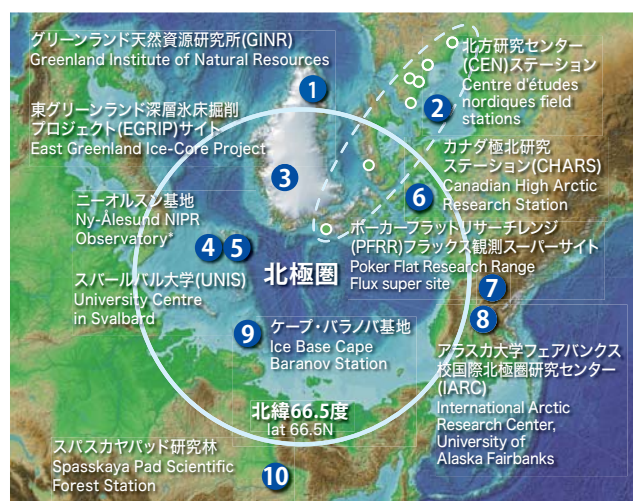 グリーンランド天然資源研究所(GINR)
Greenland Institute of Natural Resources
1
北方研究センター
(CEN)ステーション
Centre d'études
nordiques field
stations
2
東グリーンランド深層氷床掘削
プロジェクト(EGRIP)サイト
East Greenland Ice-Core Project
3
カナダ極北研究
ステーション(CHARS)
Canadian High Arctic
Research Station
6
ニーオルスン基地
Ny-Ålesund NIPR
Observatory*
4
5
スバールバル大学(UNIS)
University Centre
in Svalbard
北極圏
ポーカーフラットリサーチレンジ
(PFRR)フラックス観測スーパーサイト
Poker Flat Research Range
Flux super site
7
8
9
ケープ・バラノバ基地
Ice Base Cape
Baranov Station
アラスカ大学フェアバンクス
校国際北極圏研究センター
(IARC)
International Arctic
Research Center,
University of
Alaska Fairbanks
北緯66.5度
lat 66.5N
スパスカヤパッド研究林
Spasskaya Pad Scientific
Forest Station
10